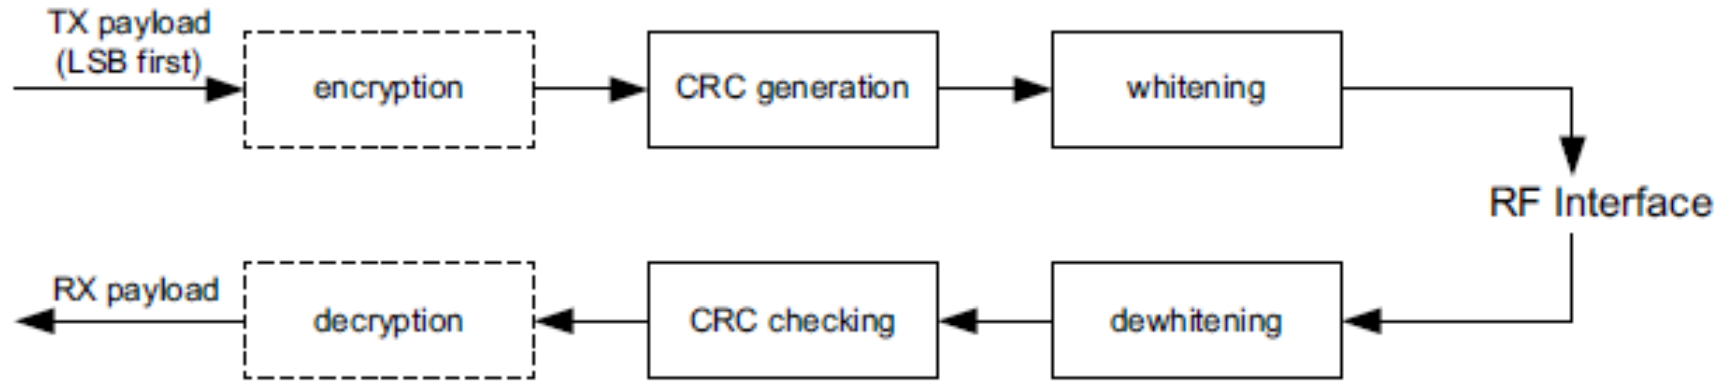 TX payload
(LSB first)
encryption
CRC generation
whitening
RF Interface
RX payload
decryption
CRC checking
dewhitening